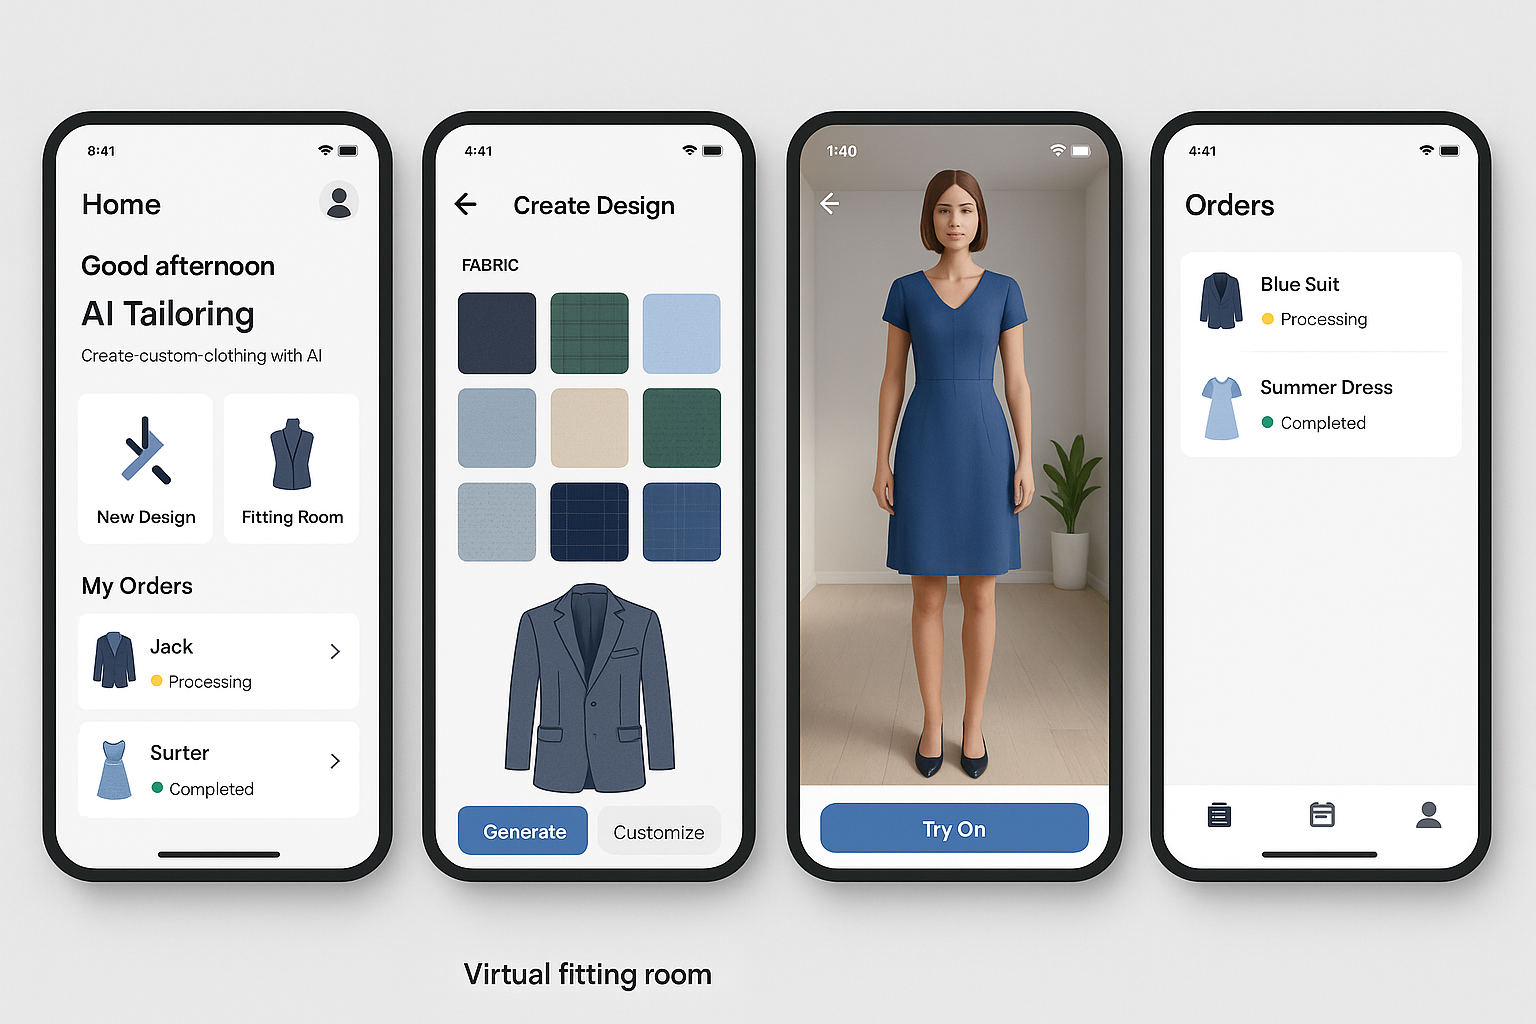 8:41
Home
Good afternoon
AI Tailoring
Create-custom-clothing with AI
New Design
Fitting Room
My Orders
Jack
Processing
Surter
Completed
4:41
Create Design
FABRIC
Generate
Customize
1:40
Try On
4:41
Orders
Blue Suit
Processing
Summer Dress
Completed
Virtual fitting room